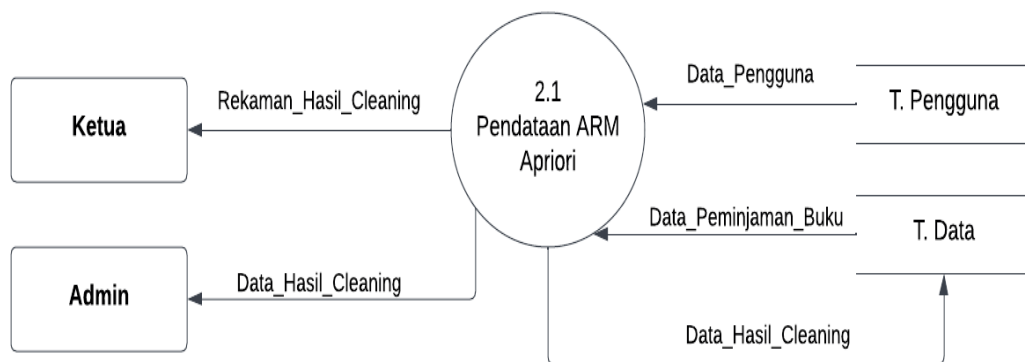 Ketua
Rekaman_Hasil_Cleaning
2.1
Pendataan ARM
Apriori
Data_Pengguna
T. Pengguna
Data_Peminjaman_Buku
T. Data
Admin
Data_Hasil_Cleaning
Data_Hasil_Cleaning